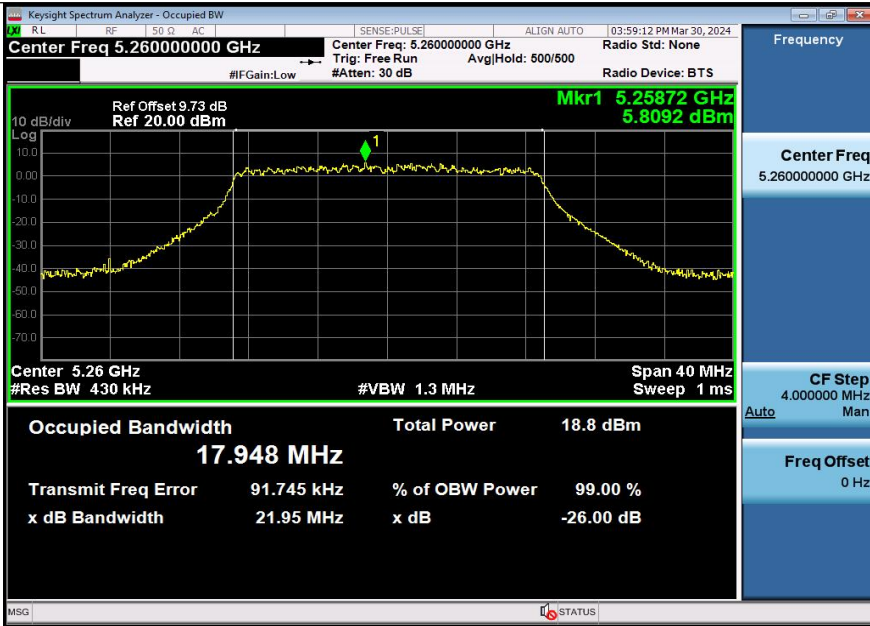 Keysight Spectrum Analyzer - Occupied BW
LXI RL RF 50 Ω AC SENSE:PULSE ALIGN AUTO 03:59:12 PM Mar 30, 2024
Center Freq 5.260000000 GHz
Center Freq: 5.260000000 GHz Radio Std: None
Trig: Free Run Avg|Hold: 500/500
#IFGain:Low #Atten: 30 dB Radio Device: BTS
Frequency
Ref Offset 9.73 dB Mkr1 5.25872 GHz
10 dB/div Ref 20.00 dBm 5.8092 dBm
Log
1
10.0
0.00
-10.0
-20.0
-30.0
-40.0
-50.0
-60.0
-70.0
Center 5.26 GHz Span 40 MHz
#Res BW 430 kHz #VBW 1.3 MHz Sweep 1 ms
Center Freq
5.260000000 GHz
CF Step
4.000000 MHz
Auto Man
Freq Offset
0 Hz
Occupied Bandwidth Total Power 18.8 dBm
17.948 MHz
Transmit Freq Error 91.745 kHz % of OBW Power 99.00 %
x dB Bandwidth 21.95 MHz x dB -26.00 dB
MSG STATUS